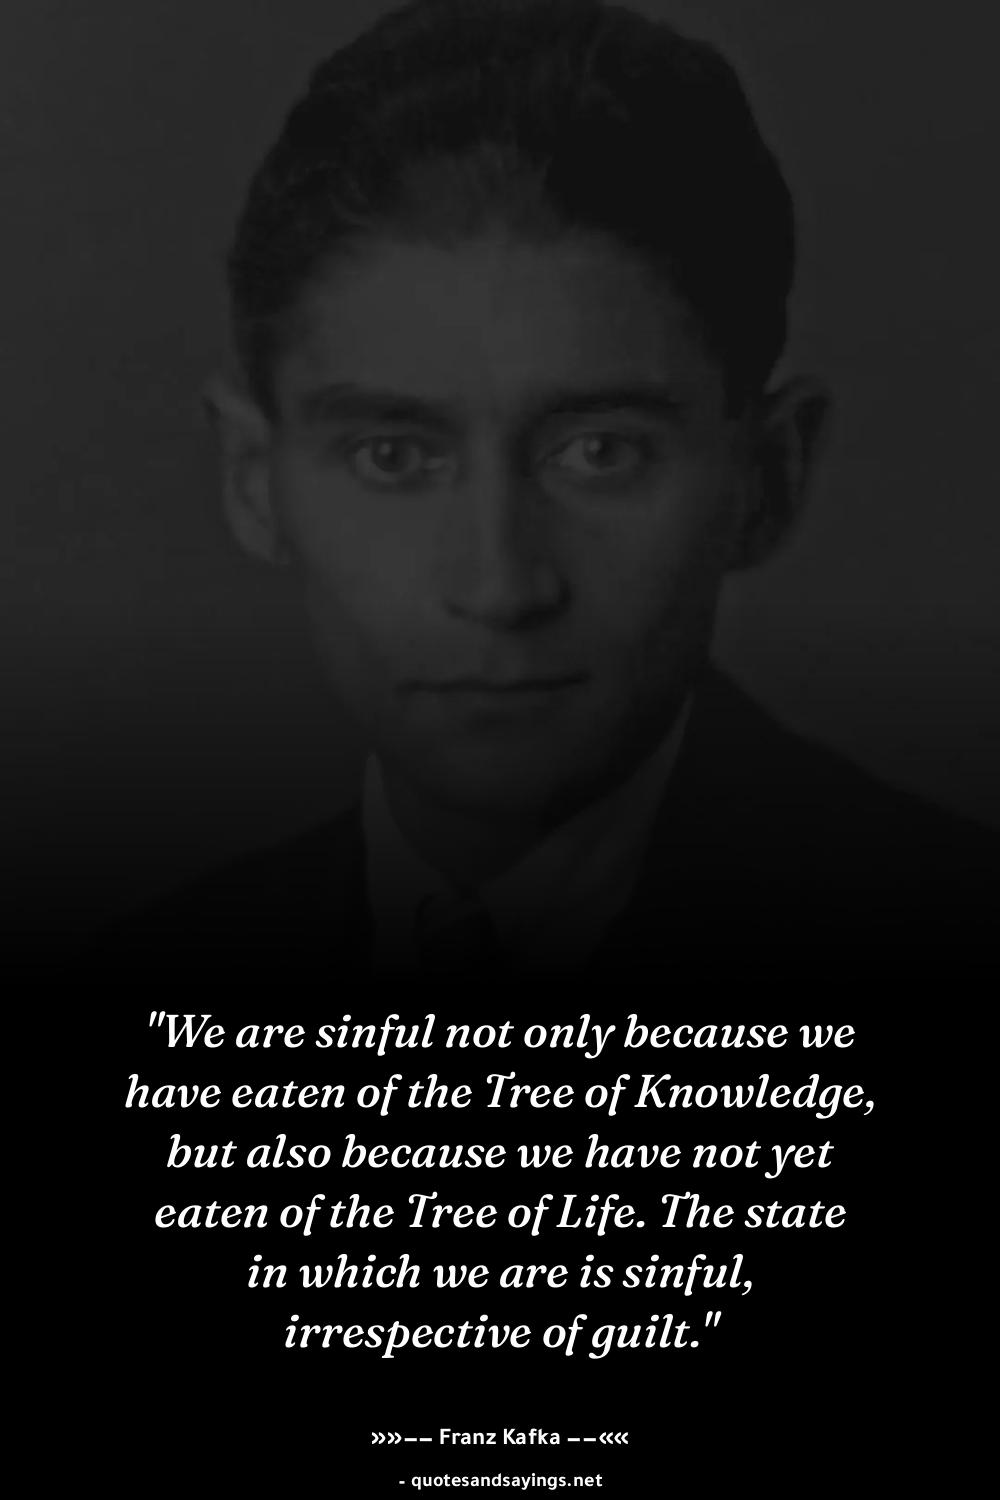 "We are sinful not only because we
have eaten of the Tree of Knowledge,
but also because we have not yet
eaten of the Tree of Life. The state
in which we are is sinful,
irrespective of guilt."
»»–– Franz Kafka ––««
- quotesandsayings.net